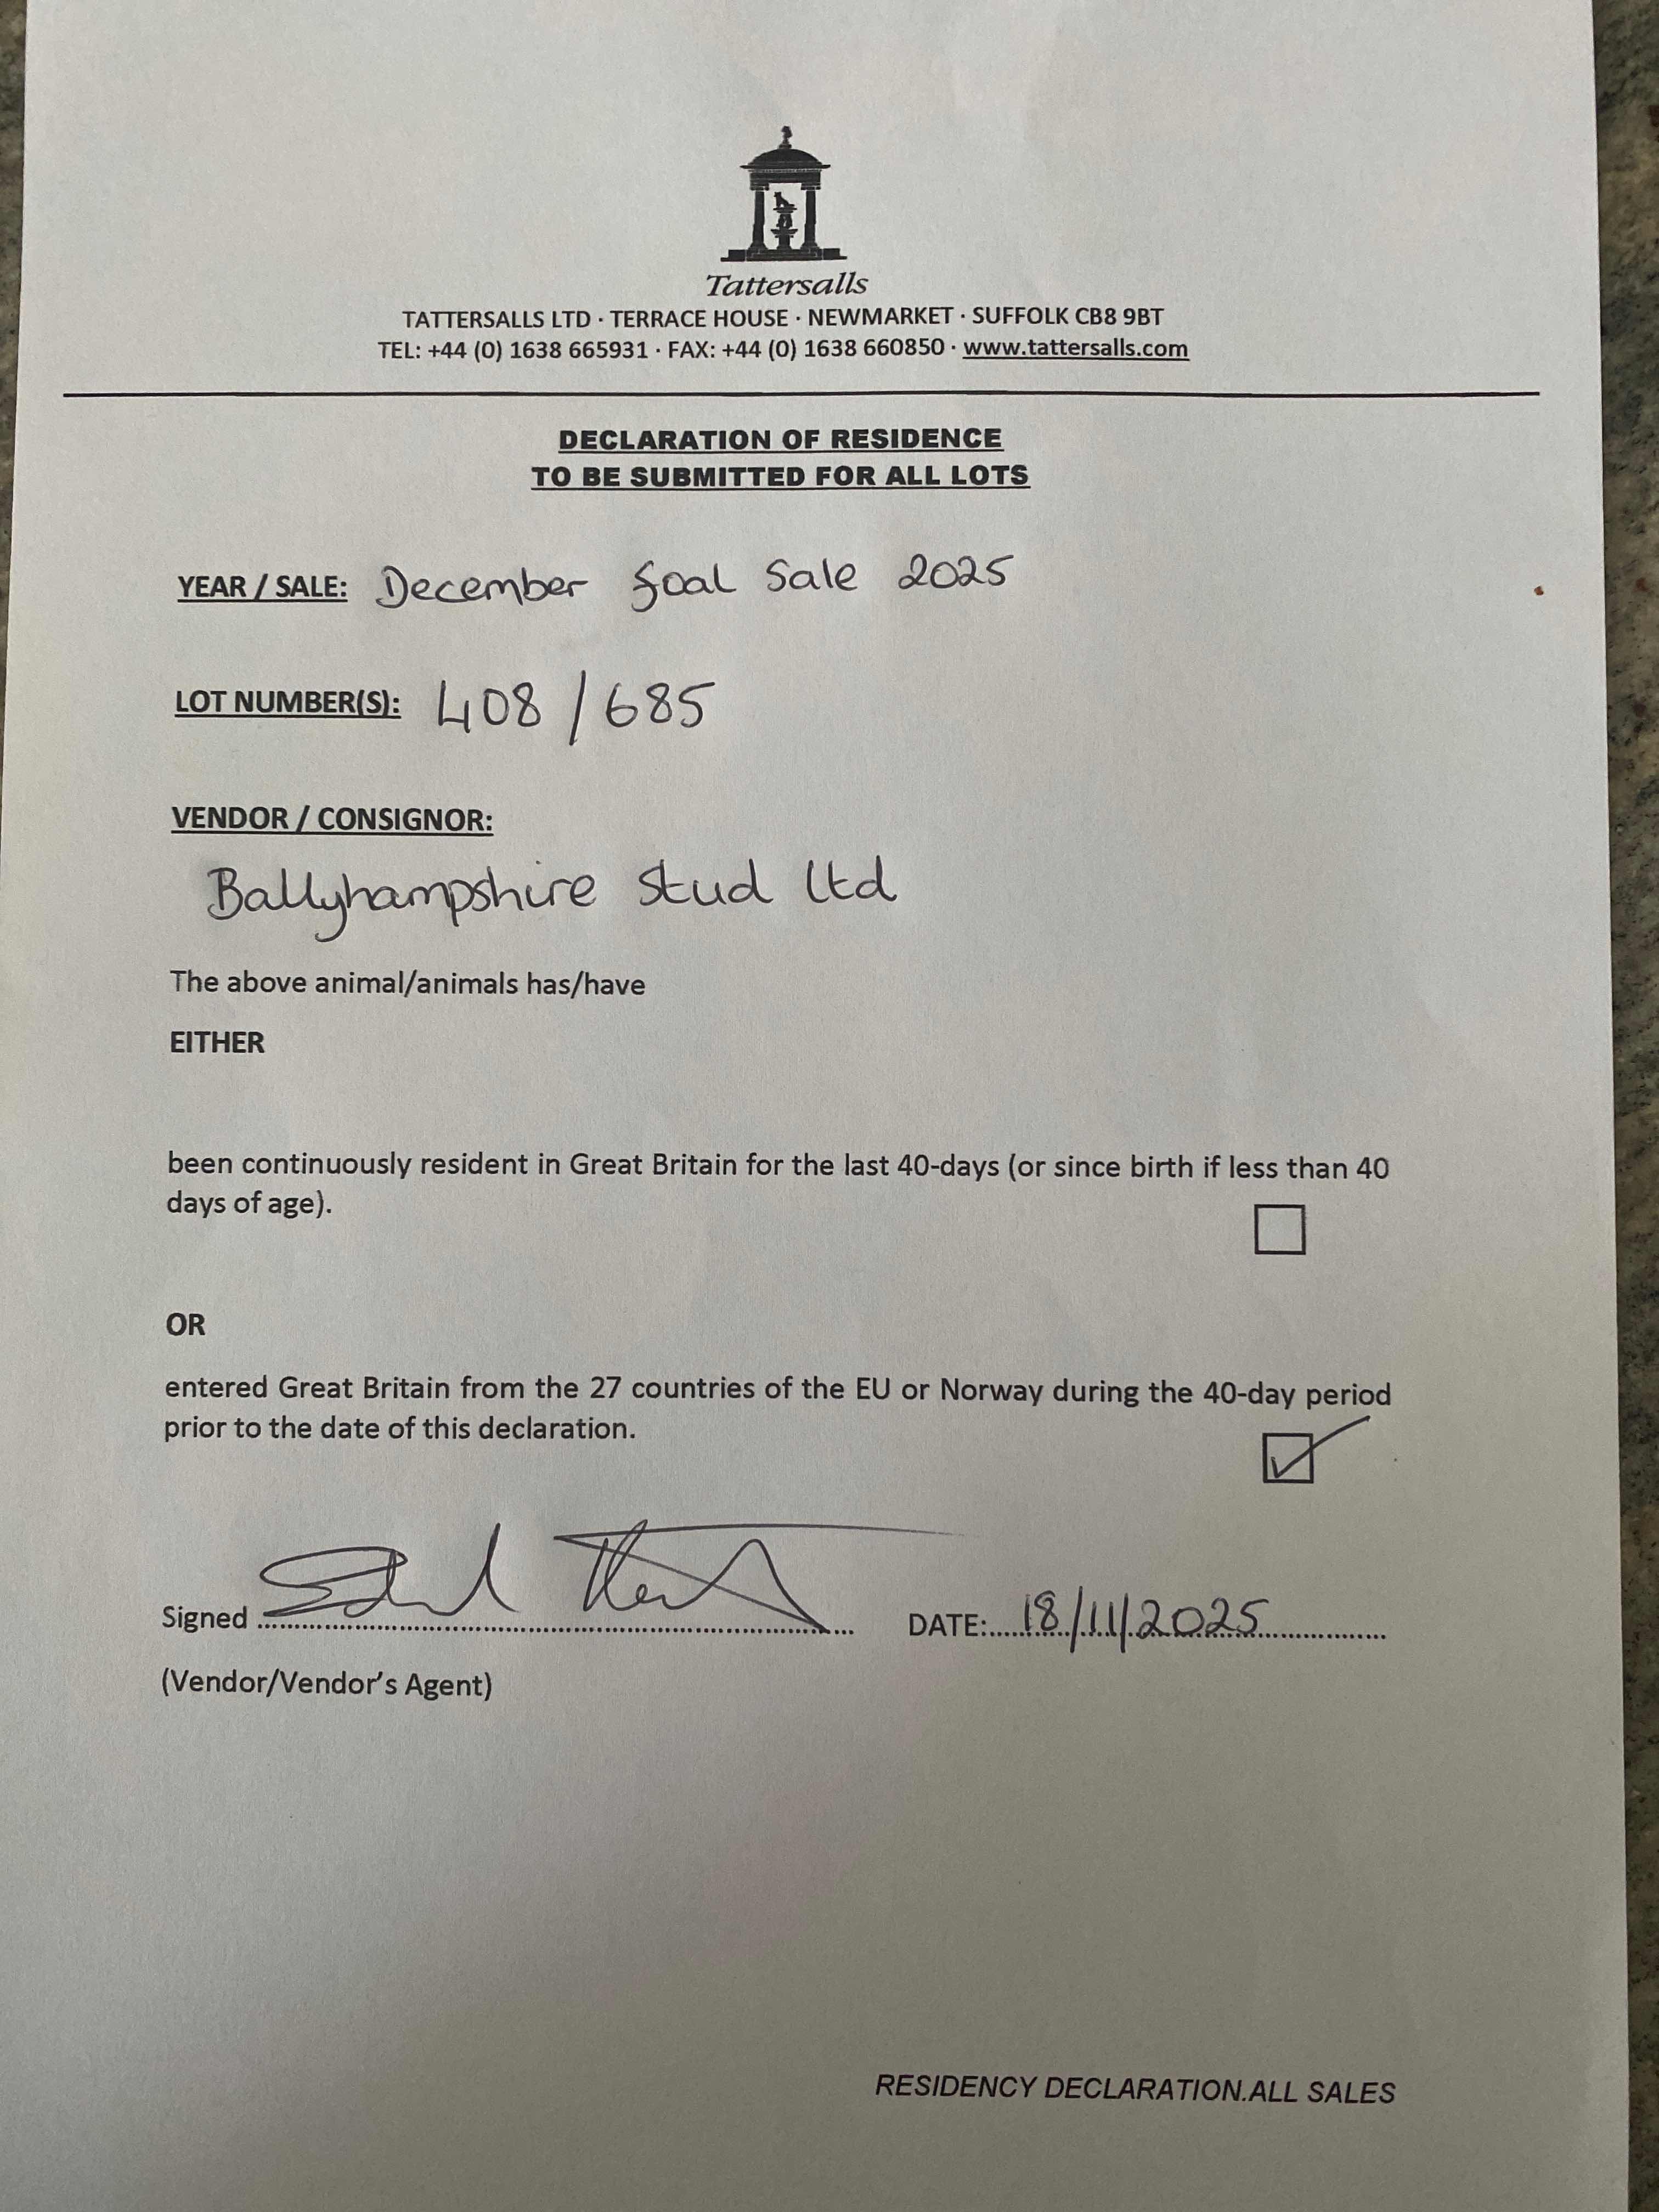 Tattersalls
TATTERSALLS LTD · TERRACE HOUSE · NEWMARKET · SUFFOLK CB8 9BT
TEL: +44 (0) 1638 665931 · FAX: +44 (0) 1638 660850 · www.tattersalls.com
DECLARATION OF RESIDENCE
TO BE SUBMITTED FOR ALL LOTS
YEAR / SALE: December foal Sale 2025
LOT NUMBER(S): 408 / 685
VENDOR / CONSIGNOR:
Ballyhampshire Stud Ltd
The above animal/animals has/have
EITHER
been continuously resident in Great Britain for the last 40-days (or since birth if less than 40
days of age).
OR
entered Great Britain from the 27 countries of the EU or Norway during the 40-day period
prior to the date of this declaration.
Signed DATE: 18/11/2025
(Vendor/Vendor's Agent)
RESIDENCY DECLARATION.ALL SALES